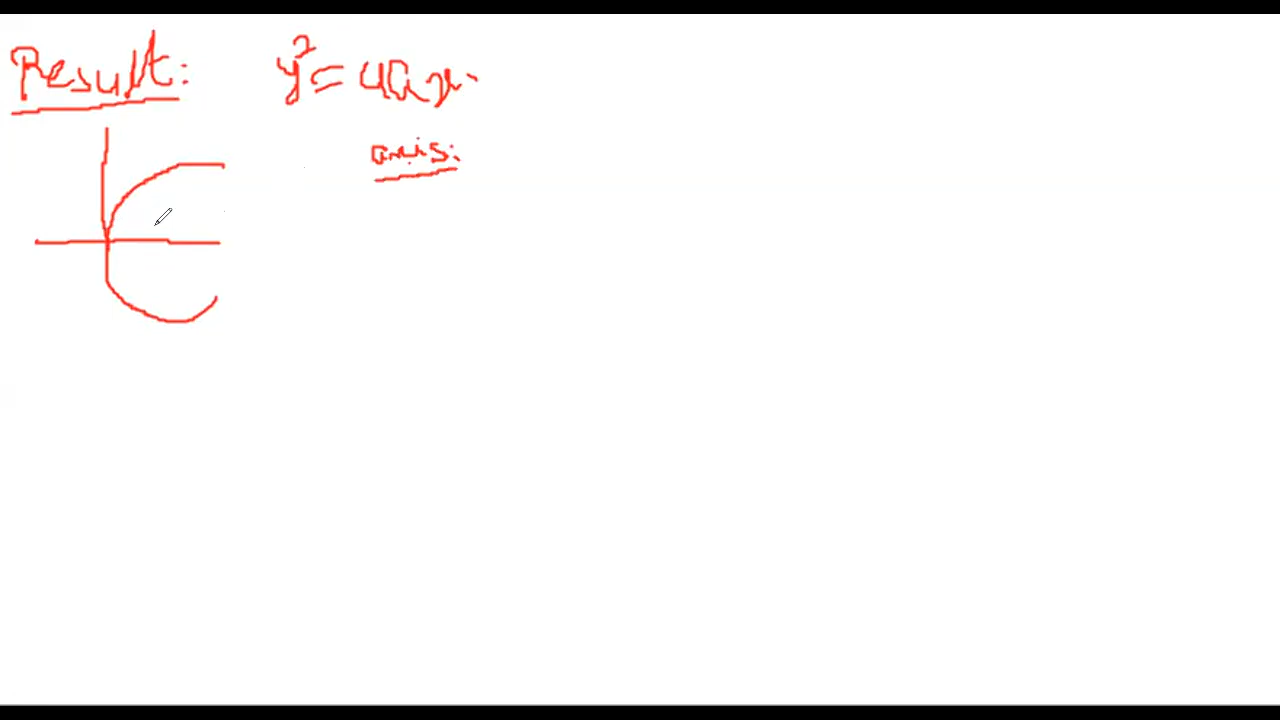 Result: y² = 4ax.
axis: